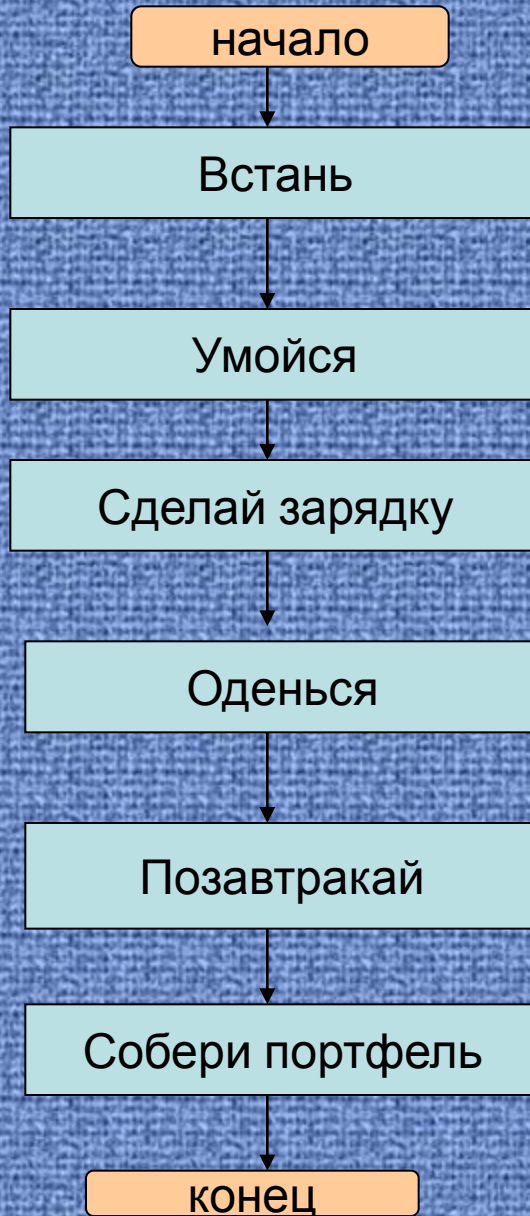 начало
Встань
Умойся
Сделай зарядку
Оденься
Позавтракай
Собери портфель
конец